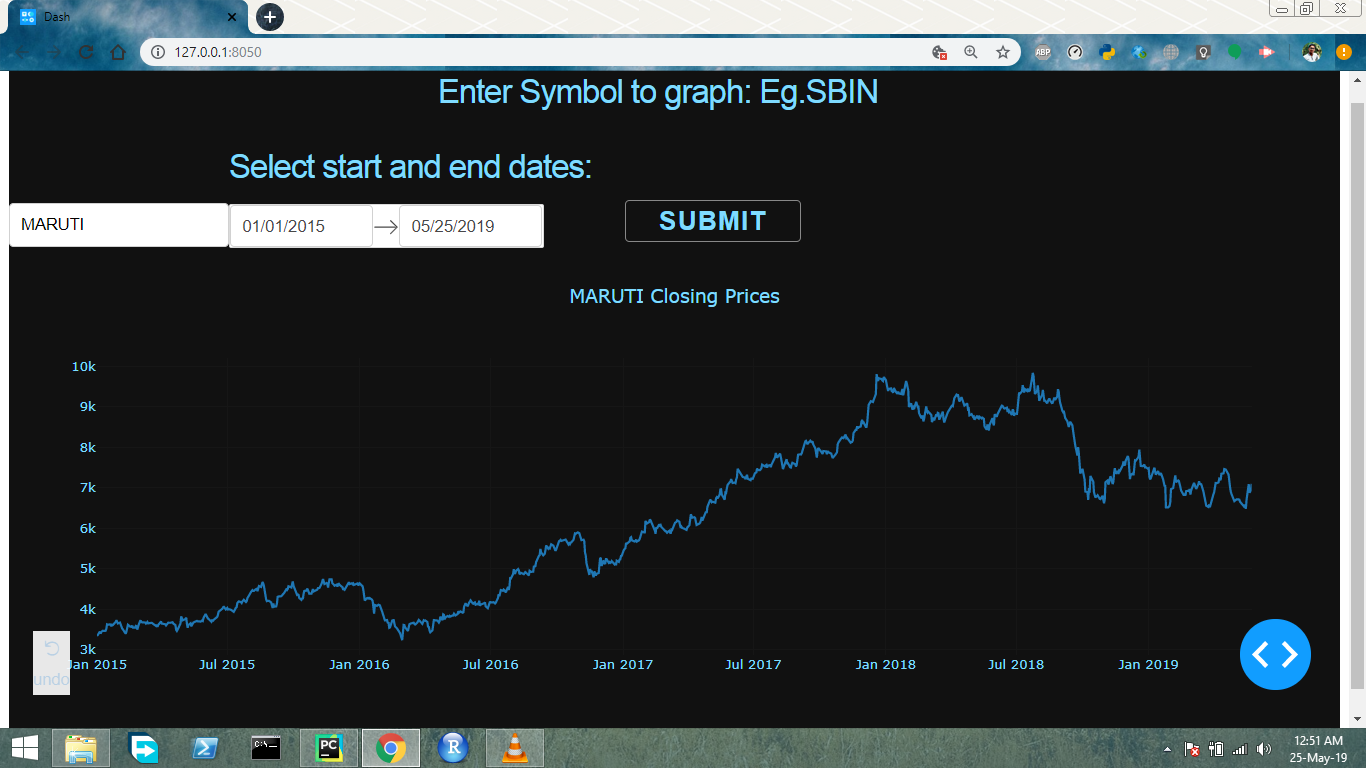 Dash
127.0.0.1:8050
ABP
Enter Symbol to graph: Eg.SBIN
Select start and end dates:
MARUTI 01/01/2015 05/25/2019 SUBMIT
MARUTI Closing Prices
10k
9k
8k
7k
6k
5k
4k
3k
Jan 2015 Jul 2015 Jan 2016 Jul 2016 Jan 2017 Jul 2017 Jan 2018 Jul 2018 Jan 2019
undo
PC
C:\>_
R
12:51 AM
25-May-19